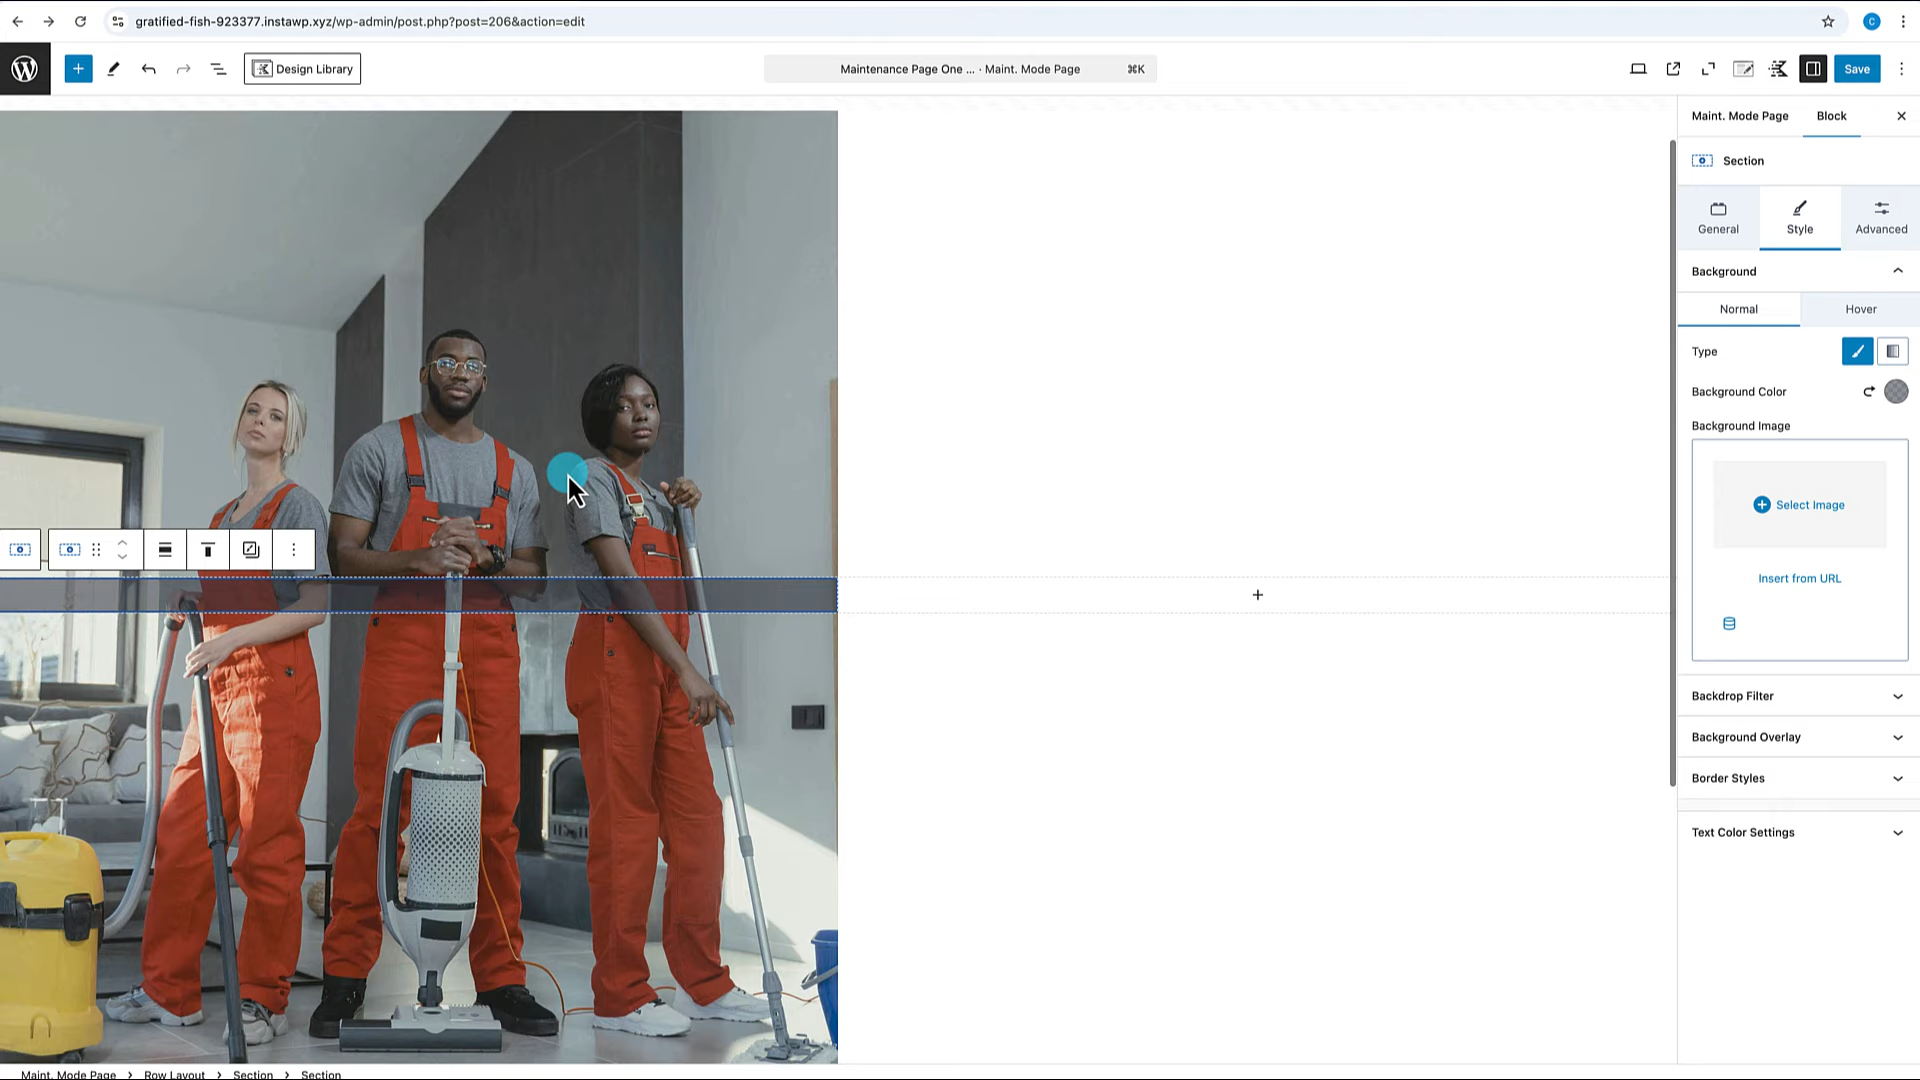 gratified-fish-923377.instawp.xyz/wp-admin/post.php?post=206&action=edit
C
Design Library
Maintenance Page One ... · Maint. Mode Page
⌘K
Save
Maint. Mode Page
Block
Section
General
Style
Advanced
Background
Normal
Hover
Type
Background Color
Background Image
Select Image
Insert from URL
Backdrop Filter
Background Overlay
Border Styles
Text Color Settings
Maint. Mode Page > Row Layout > Section > Section